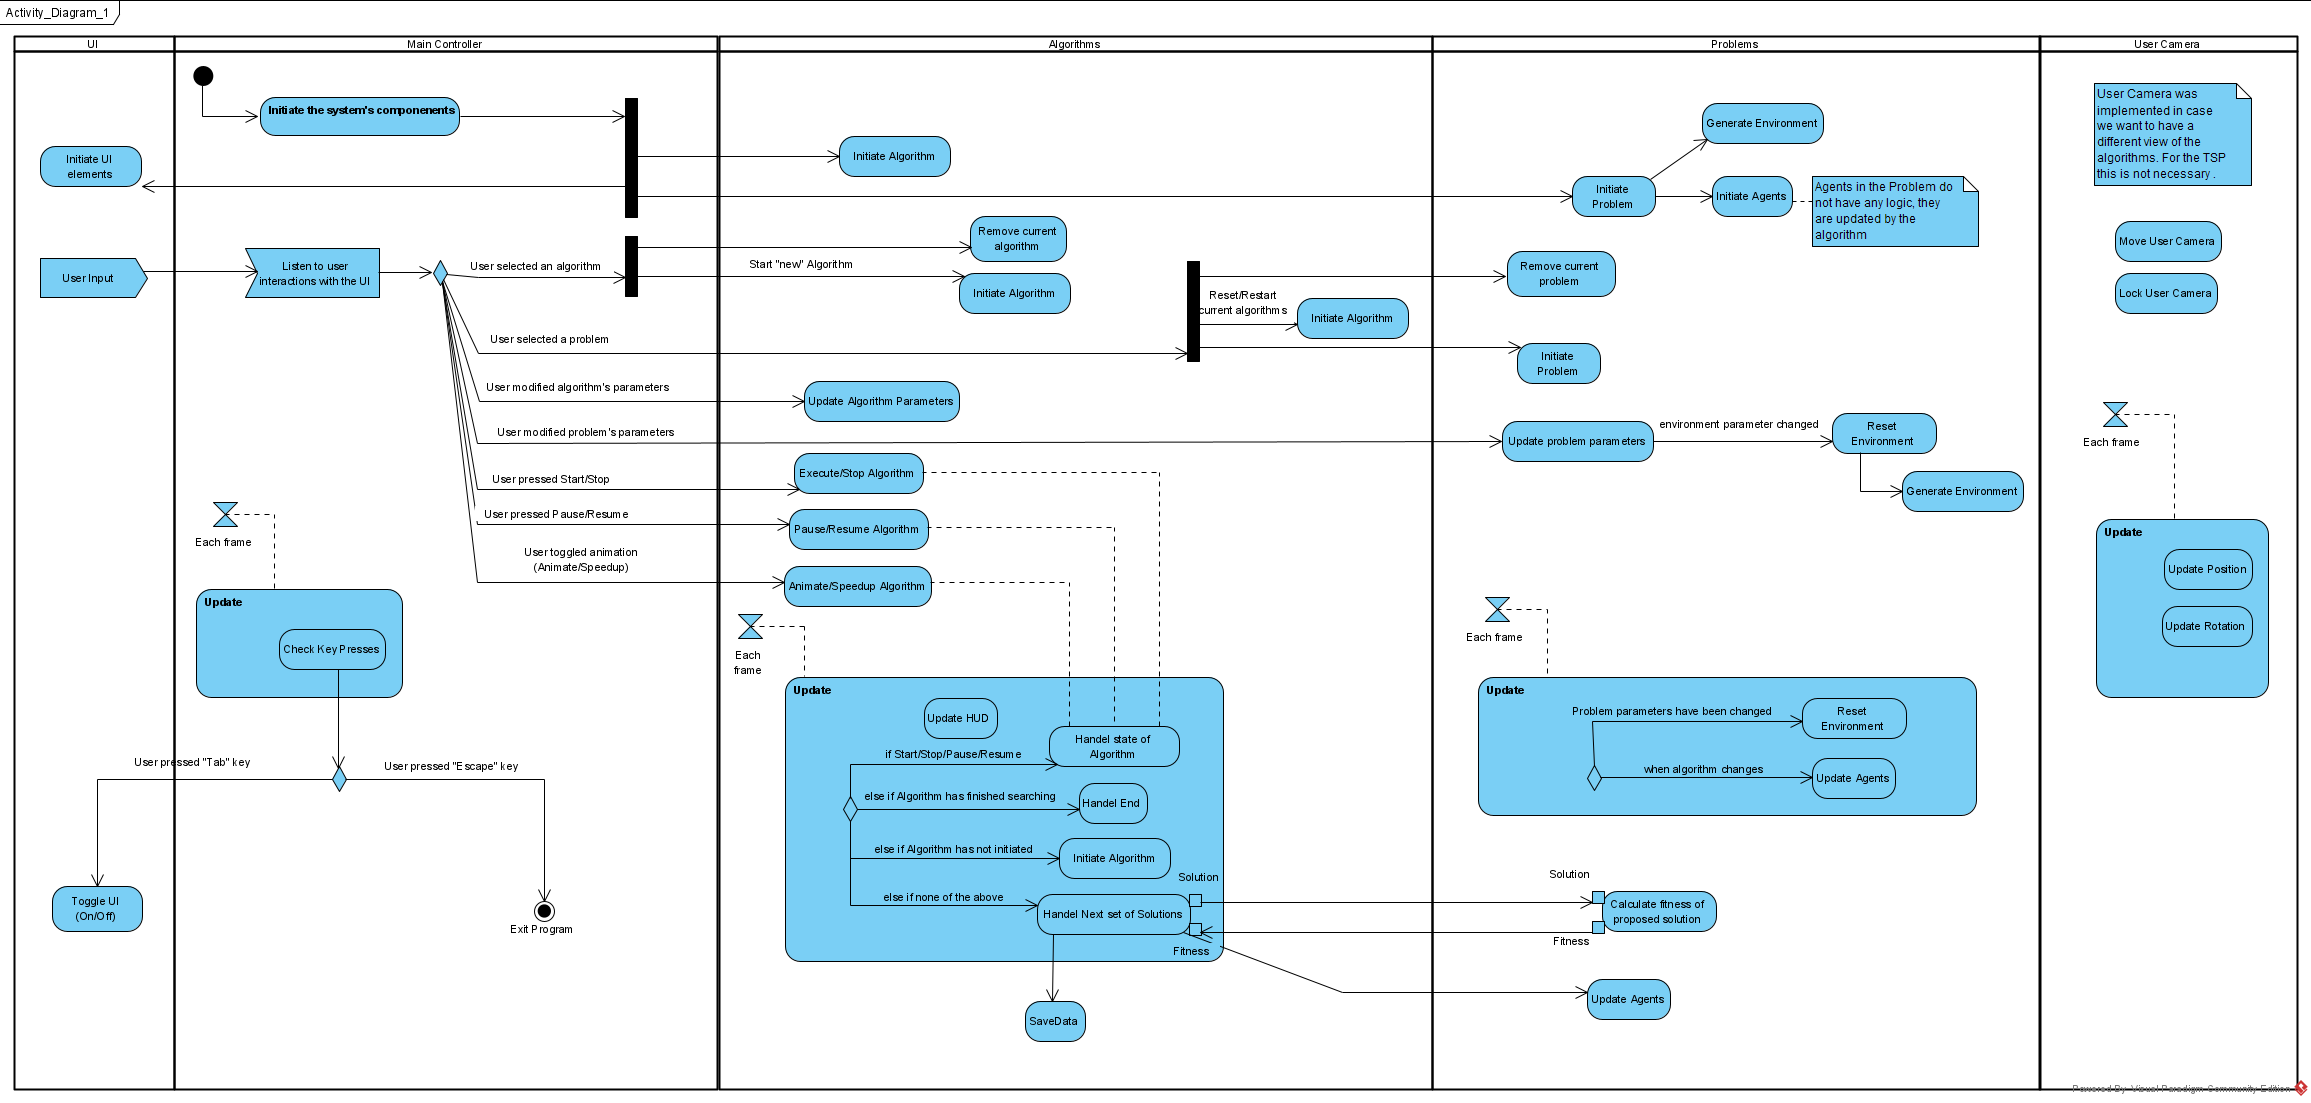 Activity_Diagram_1
UI
Main Controller
Algorithms
Problems
User Camera
Initiate the system's componenents
Initiate UI
elements
Initiate Algorithm
Generate Environment
Initiate
Problem
Initiate Agents
Agents in the Problem do
not have any logic, they
are updated by the
algorithm
User Camera was
implemented in case
we want to have a
different view of the
algorithms. For the TSP
this is not necessary .
User Input
Listen to user
interactions with the UI
User selected an algorithm
Remove current
algorithm
Start "new" Algorithm
Initiate Algorithm
Remove current
problem
Reset/Restart
current algorithms
Initiate Algorithm
Initiate
Problem
Move User Camera
Lock User Camera
User selected a problem
User modified algorithm's parameters
Update Algorithm Parameters
User modified problem's parameters
Update problem parameters
environment parameter changed
Reset
Environment
Generate Environment
User pressed Start/Stop
Execute/Stop Algorithm
User pressed Pause/Resume
Pause/Resume Algorithm
User toggled animation
(Animate/Speedup)
Animate/Speedup Algorithm
Each frame
Update
Check Key Presses
User pressed "Tab" key
User pressed "Escape" key
Toggle UI
(On/Off)
Exit Program
Each
frame
Update
Update HUD
if Start/Stop/Pause/Resume
Handel state of
Algorithm
else if Algorithm has finished searching
Handel End
else if Algorithm has not initiated
Initiate Algorithm
else if none of the above
Handel Next set of Solutions
Solution
Fitness
SaveData
Each frame
Update
Problem parameters have been changed
Reset
Environment
when algorithm changes
Update Agents
Solution
Calculate fitness of
proposed solution
Fitness
Update Agents
Each frame
Update
Update Position
Update Rotation
Powered By Visual Paradigm Community Edition